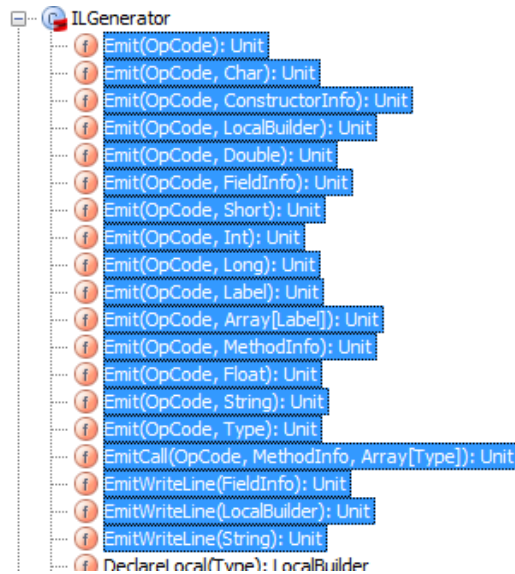 ILGenerator
Emit(OpCode): Unit
Emit(OpCode, Char): Unit
Emit(OpCode, ConstructorInfo): Unit
Emit(OpCode, LocalBuilder): Unit
Emit(OpCode, Double): Unit
Emit(OpCode, FieldInfo): Unit
Emit(OpCode, Short): Unit
Emit(OpCode, Int): Unit
Emit(OpCode, Long): Unit
Emit(OpCode, Label): Unit
Emit(OpCode, Array[Label]): Unit
Emit(OpCode, MethodInfo): Unit
Emit(OpCode, Float): Unit
Emit(OpCode, String): Unit
Emit(OpCode, Type): Unit
EmitCall(OpCode, MethodInfo, Array[Type]): Unit
EmitWriteLine(FieldInfo): Unit
EmitWriteLine(LocalBuilder): Unit
EmitWriteLine(String): Unit
DeclareLocal(Type): LocalBuilder